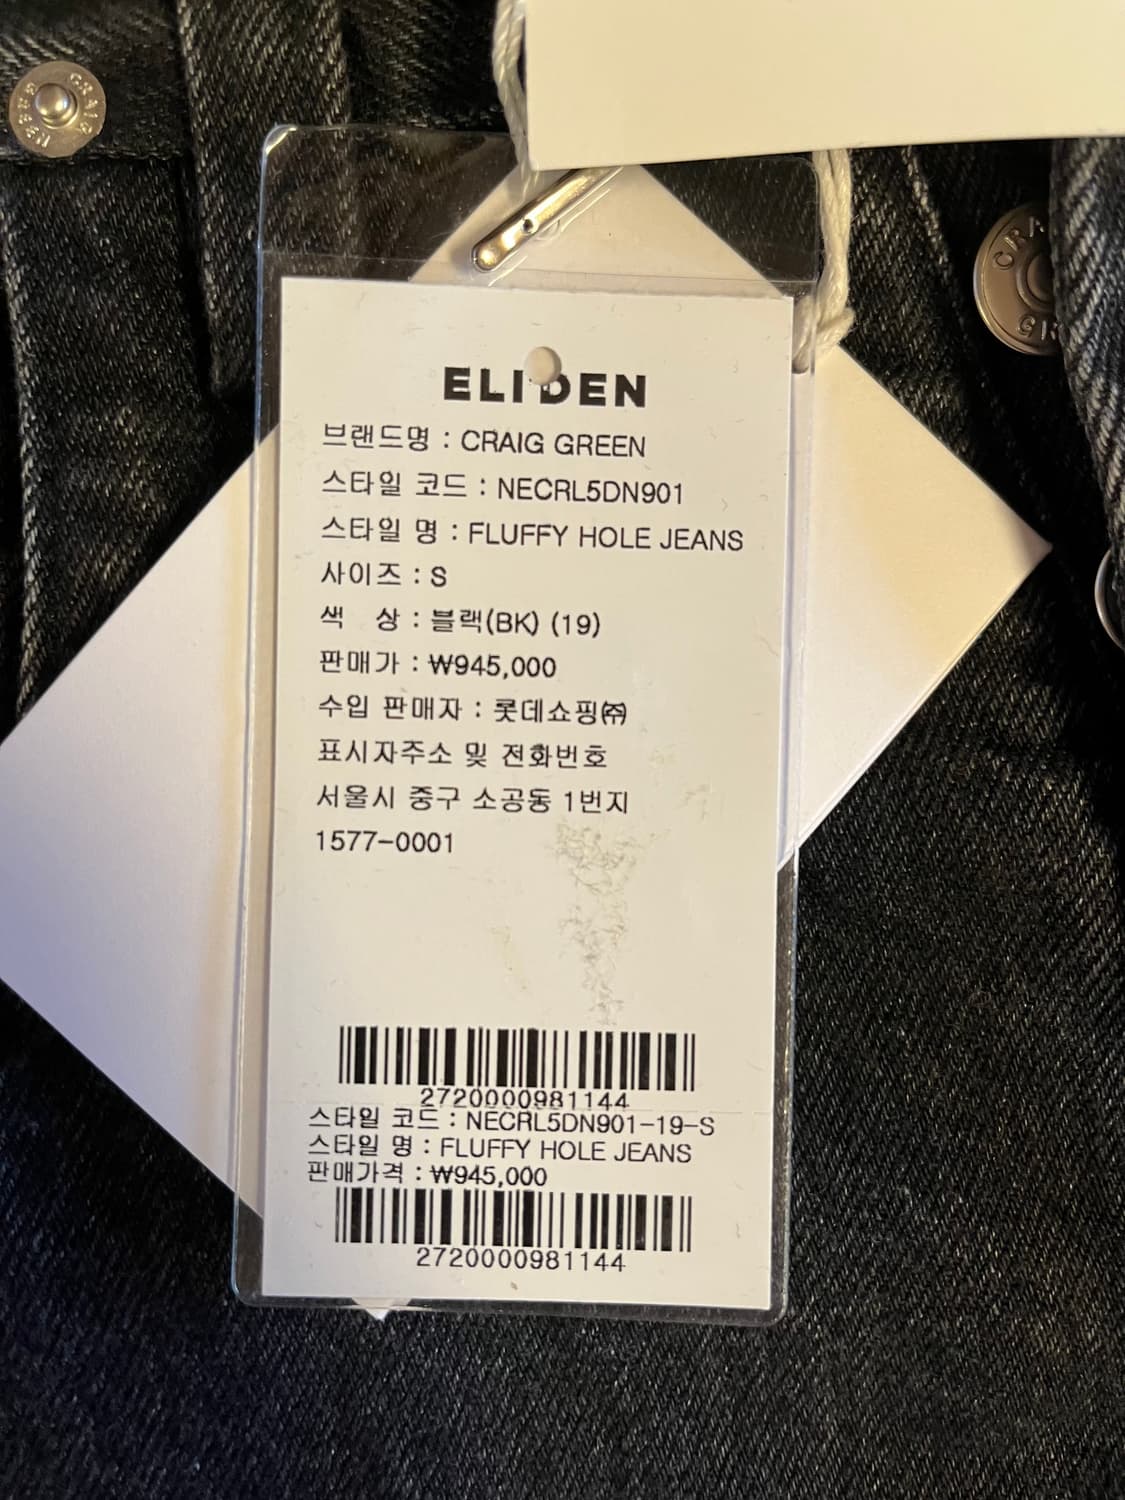 CRAIG GREEN
CRA
GR
ELIDEN
브랜드명 : CRAIG GREEN
스타일 코드 : NECRL5DN901
스타일 명 : FLUFFY HOLE JEANS
사이즈 : S
색 상 : 블랙(BK) (19)
판매가 : ₩945,000
수입 판매자 : 롯데쇼핑㈜
표시자주소 및 전화번호
서울시 중구 소공동 1번지
1577-0001
2720000981144
스타일 코드 : NECRL5DN901-19-S
스타일 명 : FLUFFY HOLE JEANS
판매가격 : ₩945,000
2720000981144